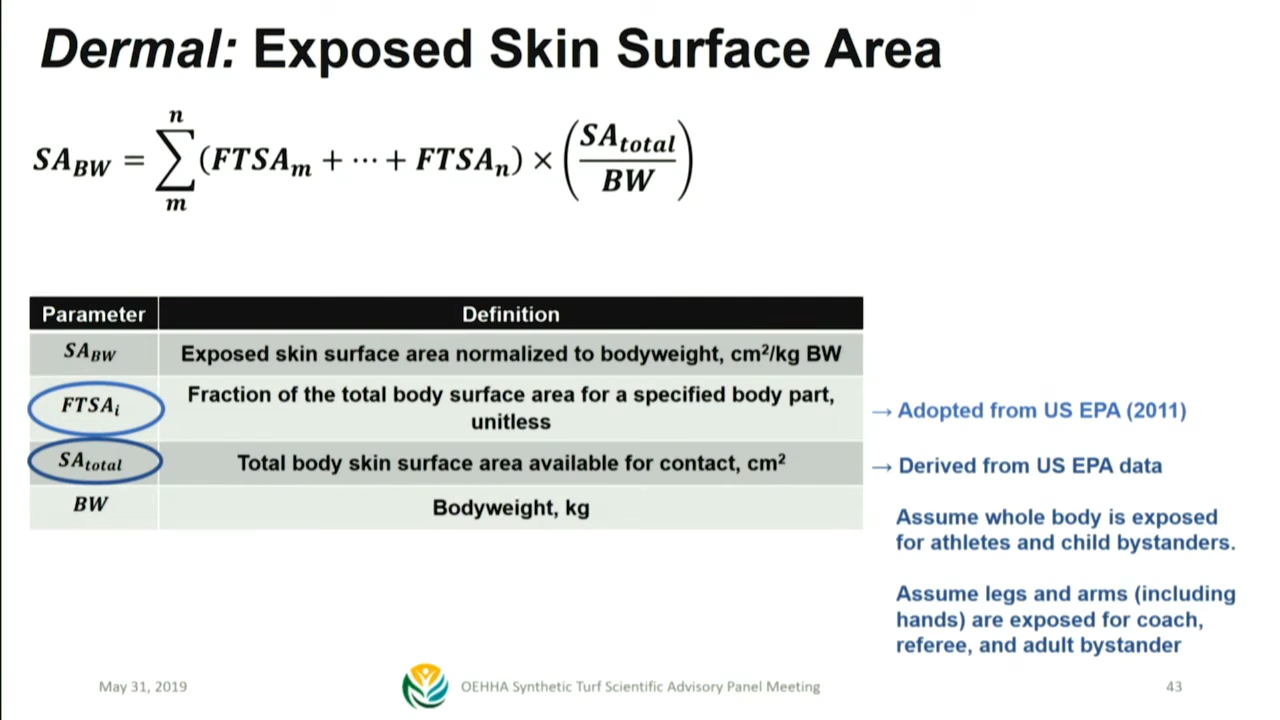 Dermal: Exposed Skin Surface Area
SA_BW = ∑_m^n (FTSA_m + ⋯ + FTSA_n) × (SA_total / BW)
Parameter Definition
SA_BW Exposed skin surface area normalized to bodyweight, cm²/kg BW
FTSA_i Fraction of the total body surface area for a specified body part,
unitless
→ Adopted from US EPA (2011)
SA_total Total body skin surface area available for contact, cm²
→ Derived from US EPA data
BW Bodyweight, kg
Assume whole body is exposed
for athletes and child bystanders.
Assume legs and arms (including
hands) are exposed for coach,
referee, and adult bystander
May 31, 2019
OEHHA Synthetic Turf Scientific Advisory Panel Meeting
43